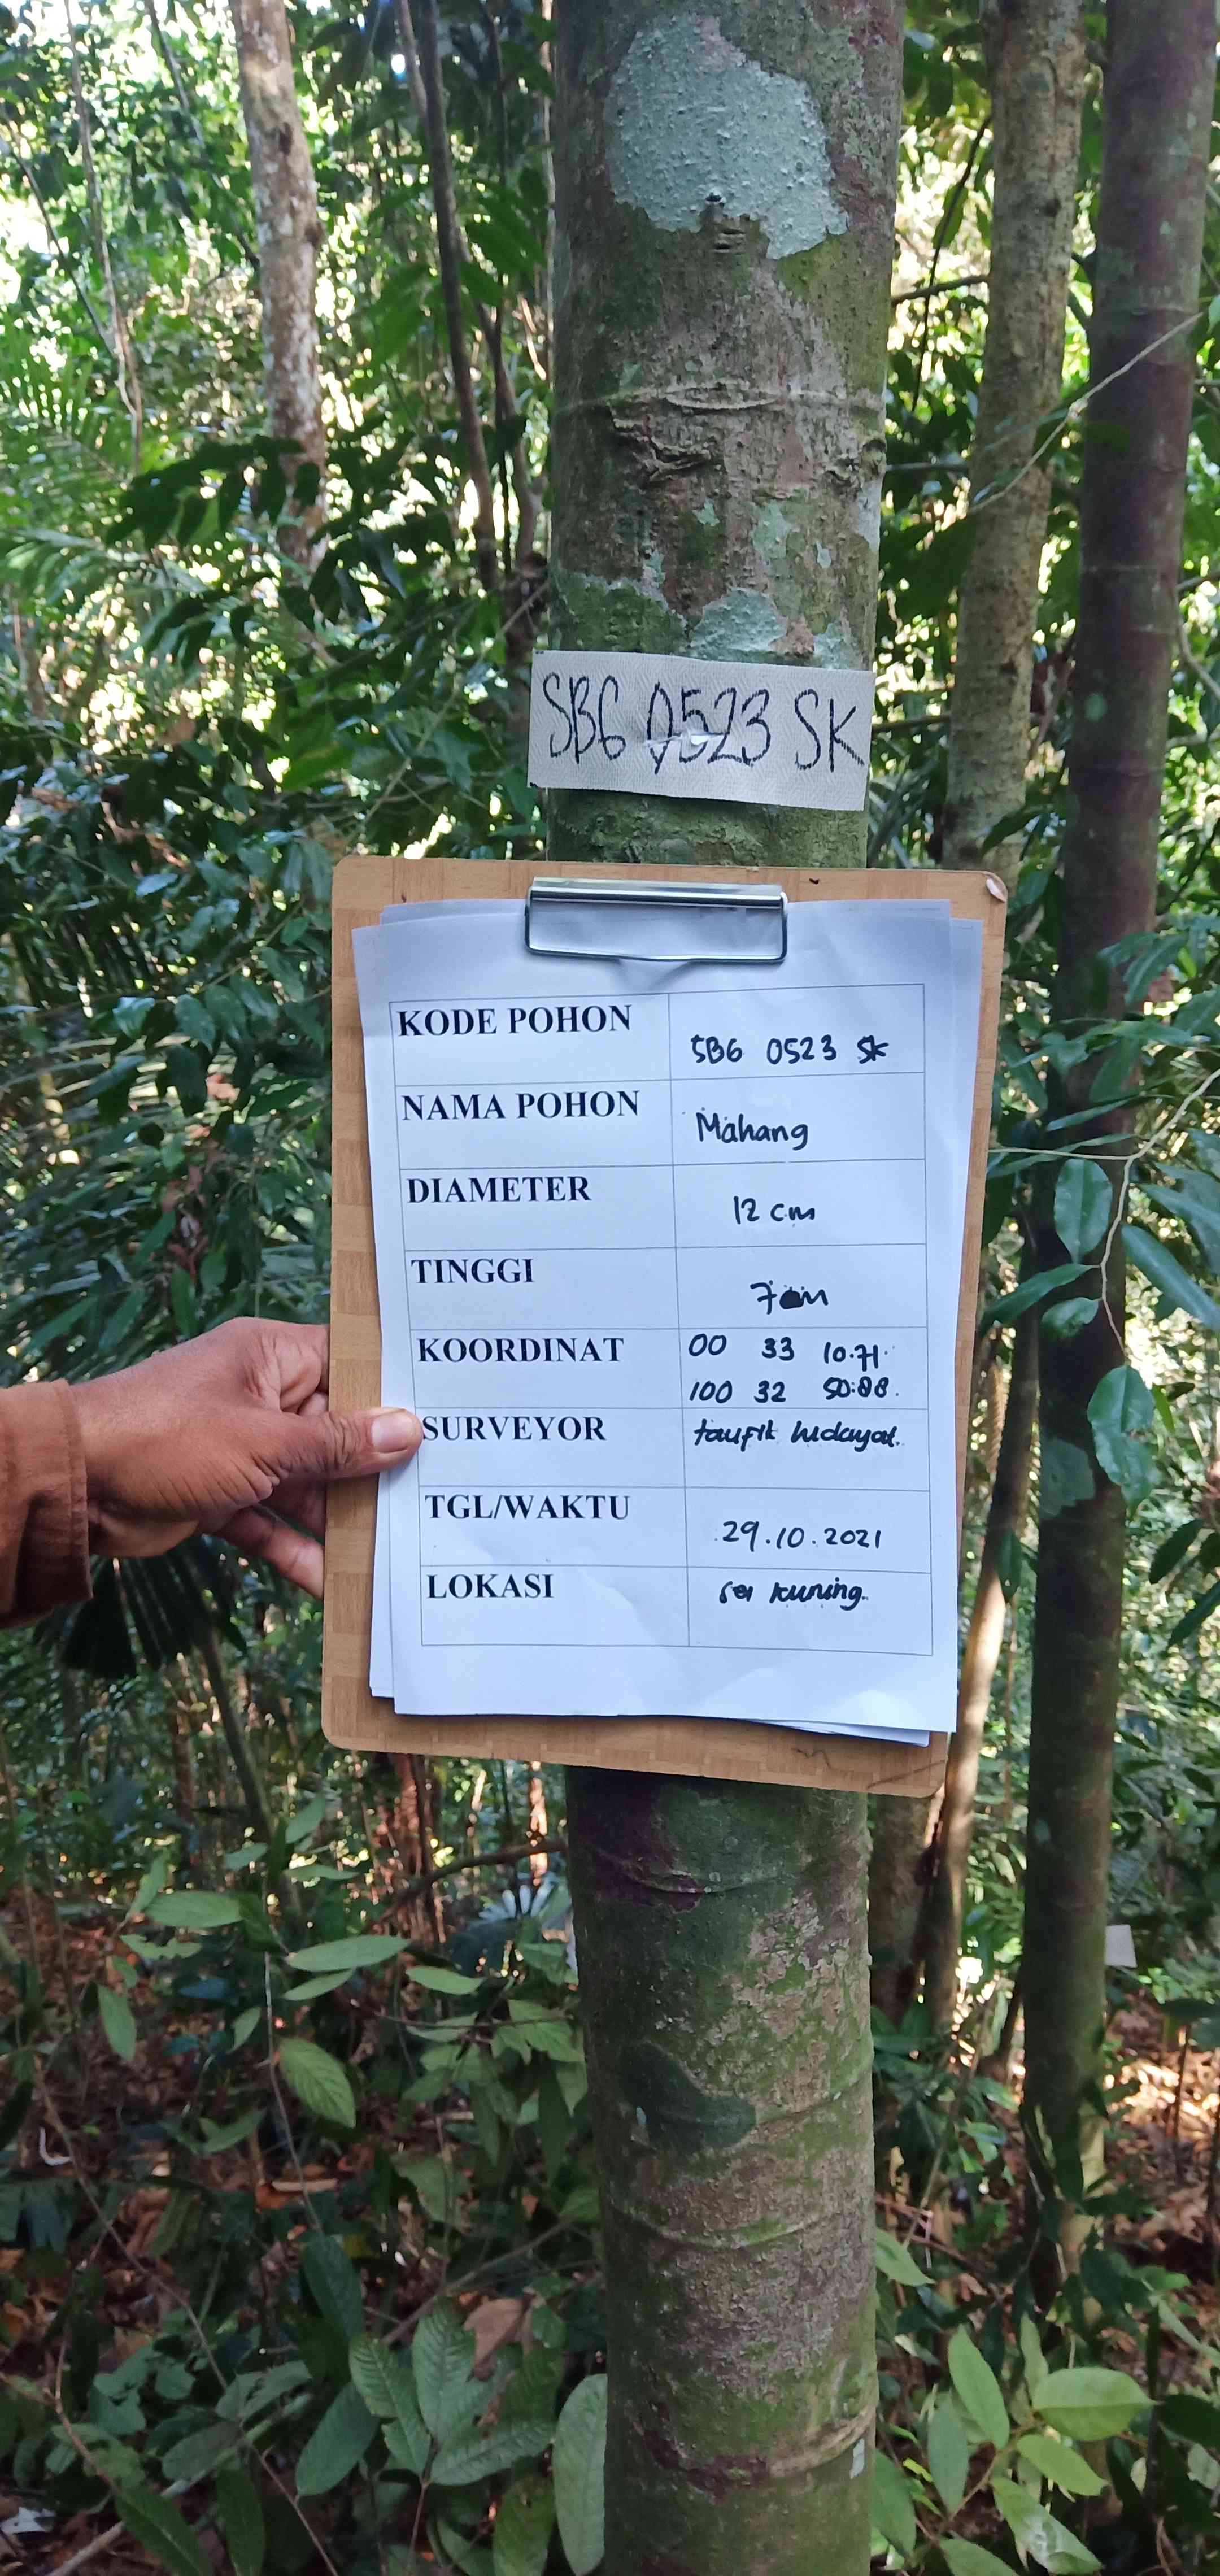 SBG 0523 SK
KODE POHON SBG 0523 SK
NAMA POHON Mahang
DIAMETER 12 cm
TINGGI 7 m
KOORDINAT 00 33 10.71
100 32 50.08.
SURVEYOR taufik hidayat.
TGL/WAKTU 29.10.2021
LOKASI sei kuning.